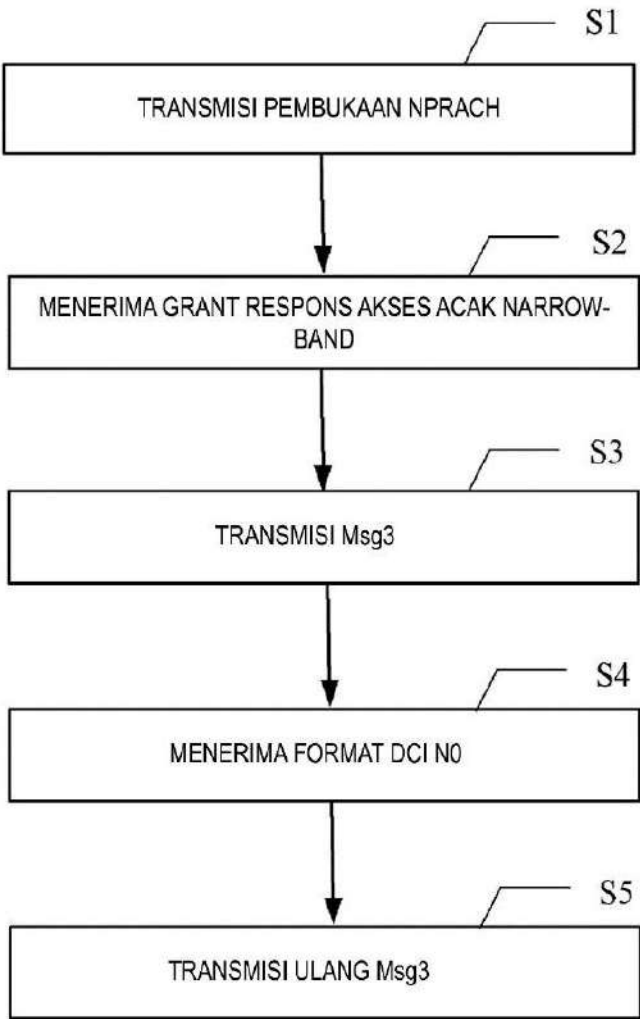 S1
TRANSMISI PEMBUKAAN NPRACH
S2
MENERIMA GRANT RESPONS AKSES ACAK NARROW-
BAND
S3
TRANSMISI Msg3
S4
MENERIMA FORMAT DCI N0
S5
TRANSMISI ULANG Msg3